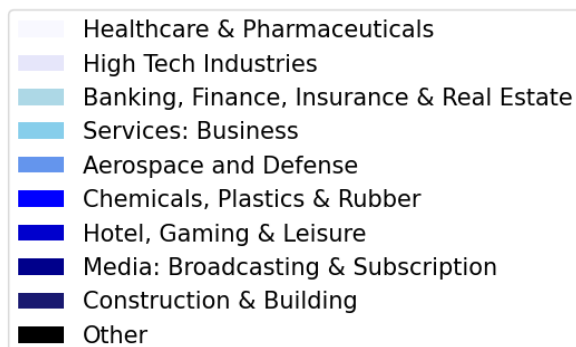 Healthcare & Pharmaceuticals
High Tech Industries
Banking, Finance, Insurance & Real Estate
Services: Business
Aerospace and Defense
Chemicals, Plastics & Rubber
Hotel, Gaming & Leisure
Media: Broadcasting & Subscription
Construction & Building
Other